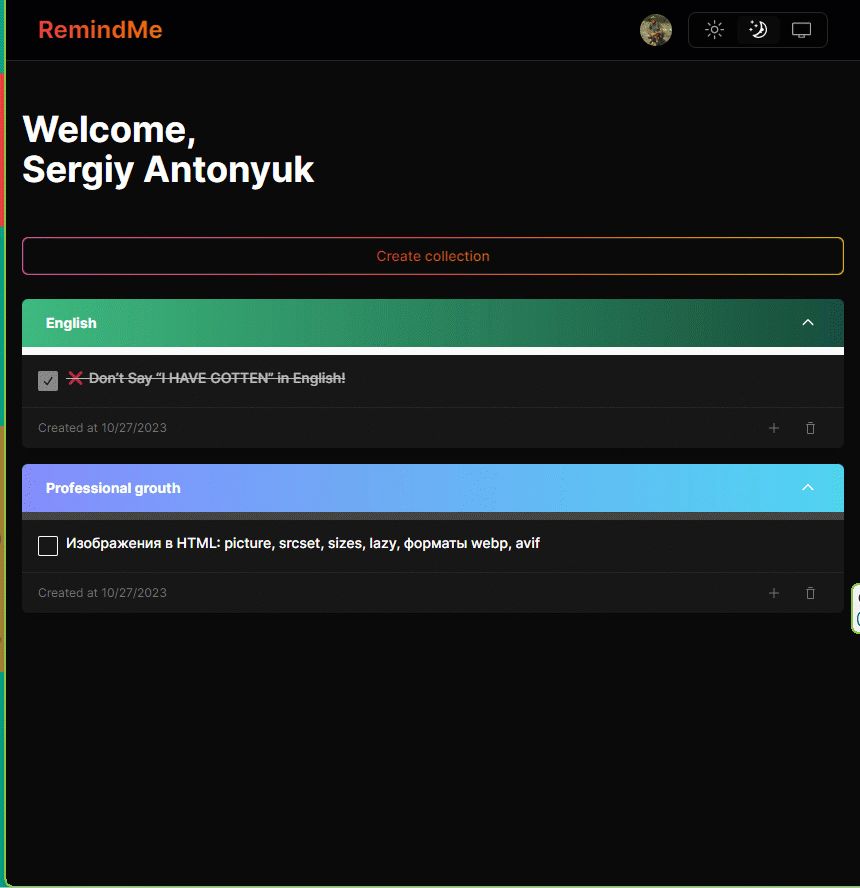 RemindMe
Welcome,
Sergiy Antonyuk
Create collection
English
❌ Don’t Say “I HAVE GOTTEN” in English!
Created at 10/27/2023
Professional grouth
Изображения в HTML: picture, srcset, sizes, lazy, форматы webp, avif
Created at 10/27/2023